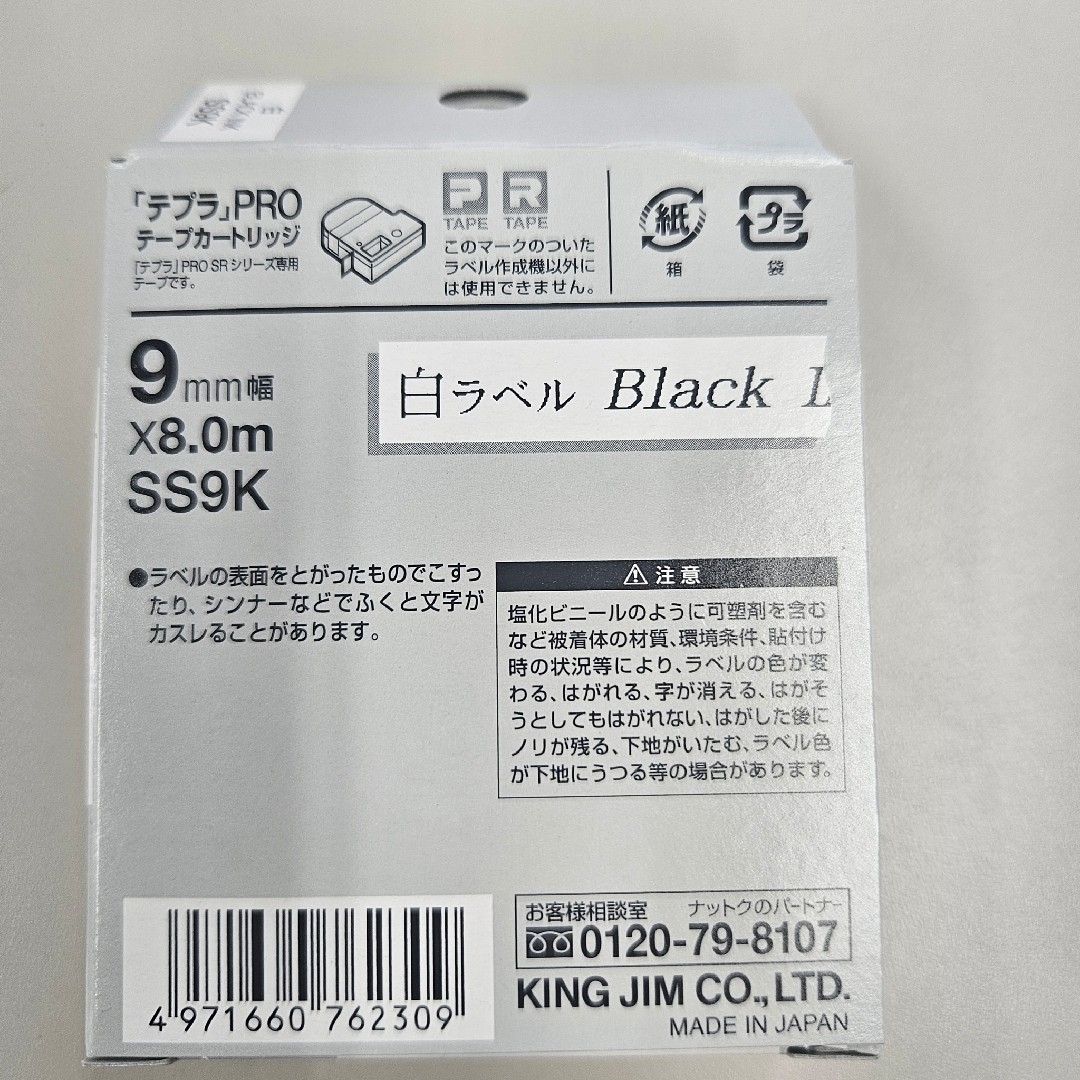 SS9K
BLACK INK
「テプラ」PRO
テープカートリッジ
「テプラ」PRO SRシリーズ専用
テープです。
P TAPE R TAPE
このマークのついた
ラベル作成機以外に
は使用できません。
紙
箱
プラ
袋
9mm幅
X8.0m
SS9K
白ラベル Black L
●ラベルの表面をとがったものでこすっ
たり、シンナーなどでふくと文字が
カスレることがあります。
注意
塩化ビニールのように可塑剤を含む
など被着体の材質、環境条件、貼付け
時の状況等により、ラベルの色が変
わる、はがれる、字が消える、はがそ
うとしてもはがれない、はがした後に
ノリが残る、下地がいたむ、ラベル色
が下地にうつる等の場合があります。
4 971660 762309
お客様相談室 ナットクのパートナー
0120-79-8107
KING JIM CO.,LTD.
MADE IN JAPAN